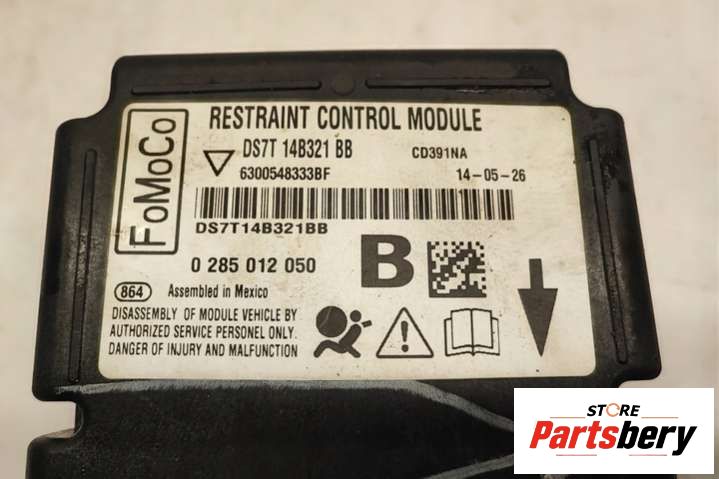 FoMoCo
RESTRAINT CONTROL MODULE
DS7T 14B321 BB
CD391NA
6300548333BF
14-05-26
DS7T14B321BB
0 285 012 050
B
864 Assembled in Mexico
DISASSEMBLY OF MODULE VEHICLE BY
AUTHORIZED SERVICE PERSONEL ONLY.
DANGER OF INJURY AND MALFUNCTION
STORE
Partsbery